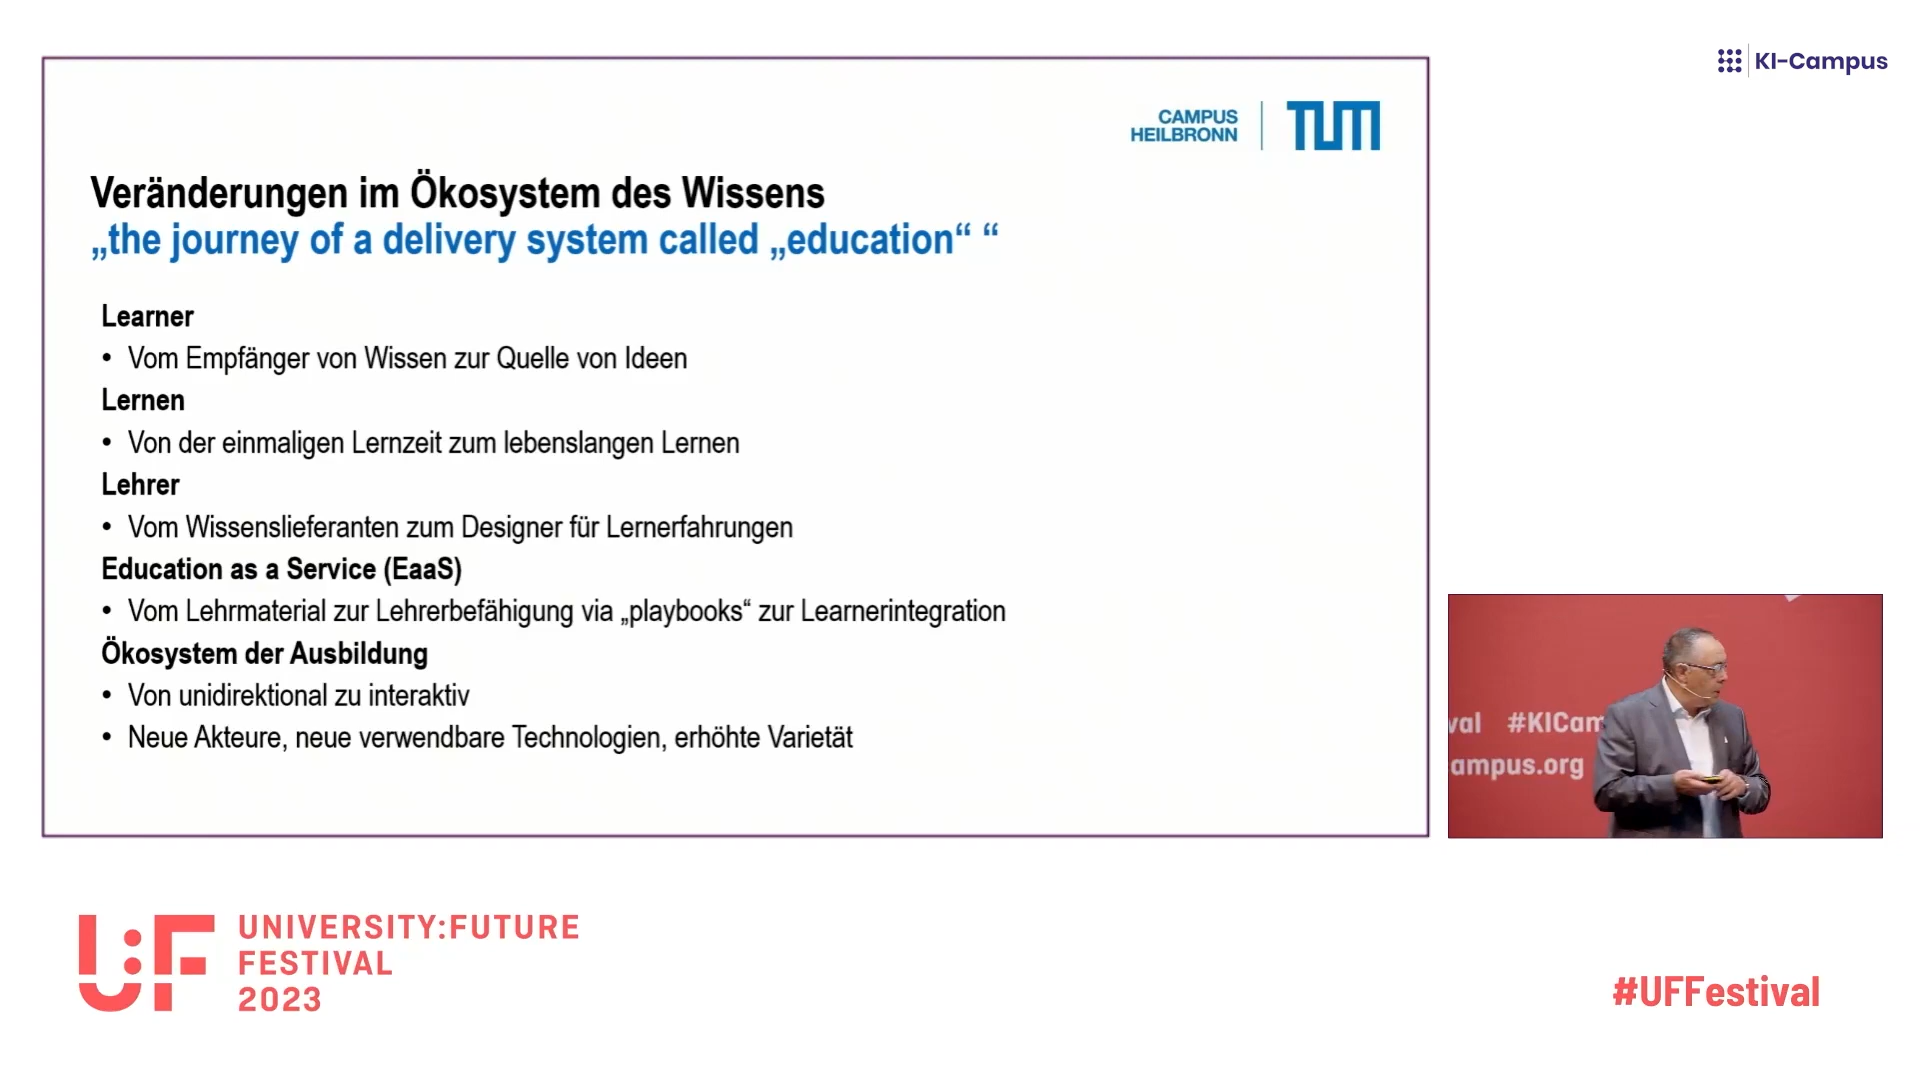 KI-Campus
CAMPUS
HEILBRONN
TUM
Veränderungen im Ökosystem des Wissens
„the journey of a delivery system called „education“ “
Learner
• Vom Empfänger von Wissen zur Quelle von Ideen
Lernen
• Von der einmaligen Lernzeit zum lebenslangen Lernen
Lehrer
• Vom Wissenslieferanten zum Designer für Lernerfahrungen
Education as a Service (EaaS)
• Vom Lehrmaterial zur Lehrerbefähigung via „playbooks“ zur Learnerintegration
Ökosystem der Ausbildung
• Von unidirektional zu interaktiv
• Neue Akteure, neue verwendbare Technologien, erhöhte Varietät
val #KICam
ampus.org
U:F
UNIVERSITY:FUTURE
FESTIVAL
2023
#UFFestival